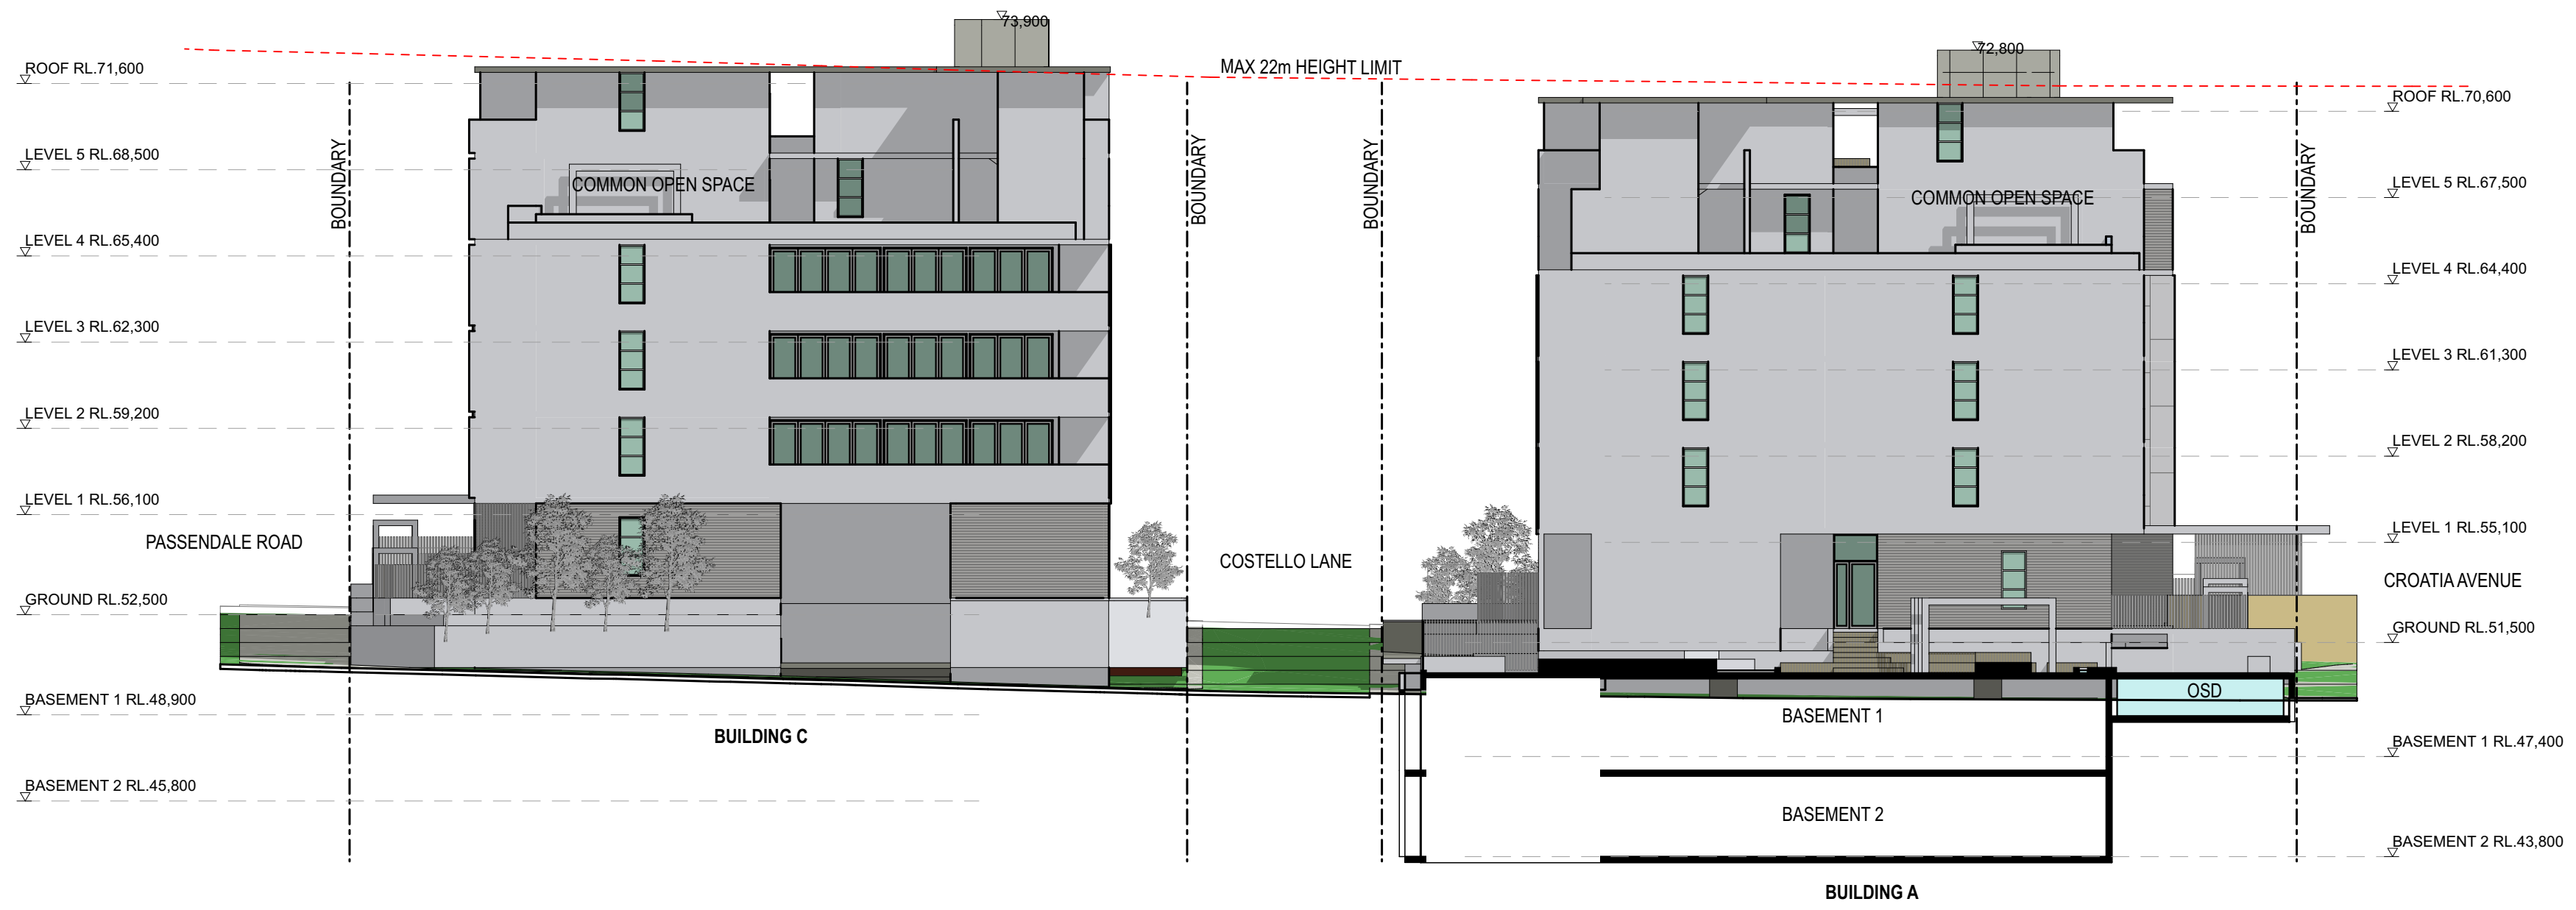 73,900
72,800
MAX 22m HEIGHT LIMIT
ROOF RL.71,600
ROOF RL.70,600
LEVEL 5 RL.68,500
BOUNDARY
BOUNDARY
BOUNDARY
BOUNDARY
COMMON OPEN SPACE
COMMON OPEN SPACE
LEVEL 5 RL.67,500
LEVEL 4 RL.65,400
LEVEL 4 RL.64,400
LEVEL 3 RL.62,300
LEVEL 3 RL.61,300
LEVEL 2 RL.59,200
LEVEL 2 RL.58,200
LEVEL 1 RL.56,100
LEVEL 1 RL.55,100
PASSENDALE ROAD
COSTELLO LANE
CROATIA AVENUE
GROUND RL.52,500
GROUND RL.51,500
BASEMENT 1 RL.48,900
OSD
BASEMENT 1
BUILDING C
BASEMENT 1 RL.47,400
BASEMENT 2 RL.45,800
BASEMENT 2
BASEMENT 2 RL.43,800
BUILDING A